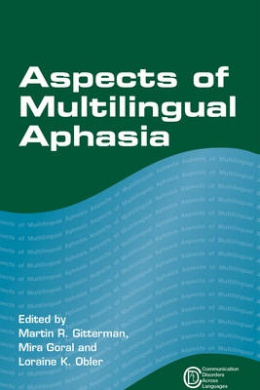 Aspects of
Multilingual
Aphasia
Edited by
Martin R. Gitterman,
Mira Goral and
Loraine K. Obler
Communication
Disorders
Across
Languages